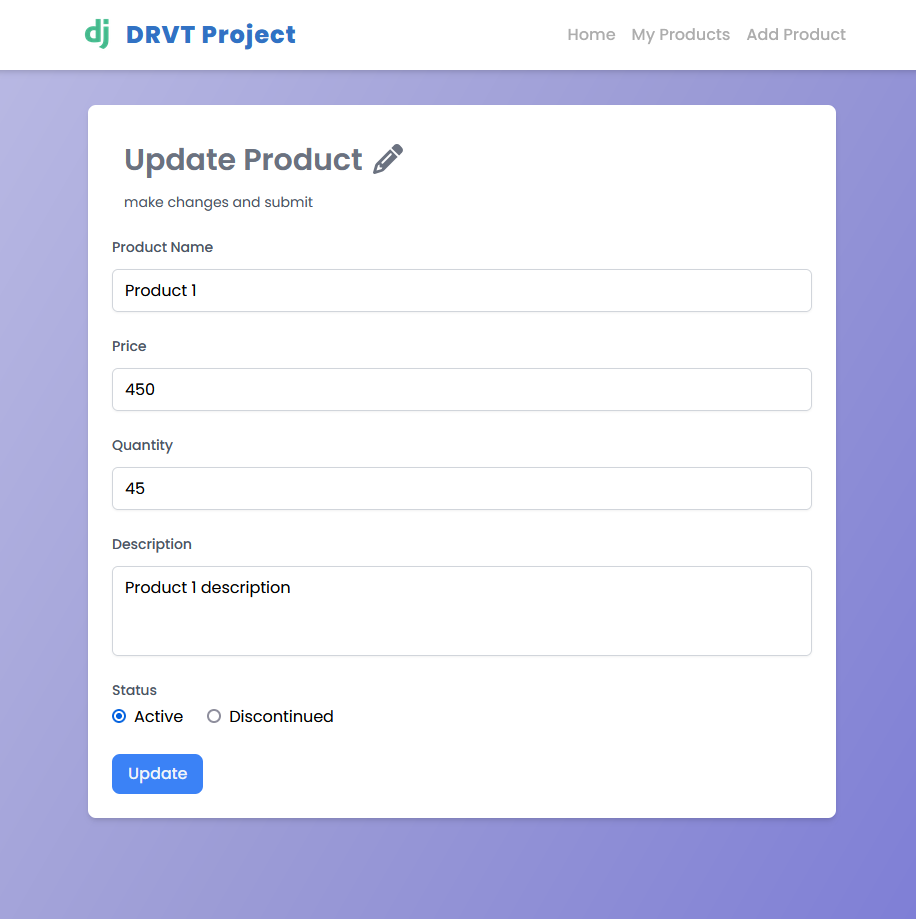 dj DRVT Project
Home My Products Add Product
Update Product
make changes and submit
Product Name
Product 1
Price
450
Quantity
45
Description
Product 1 description
Status
Active Discontinued
Update